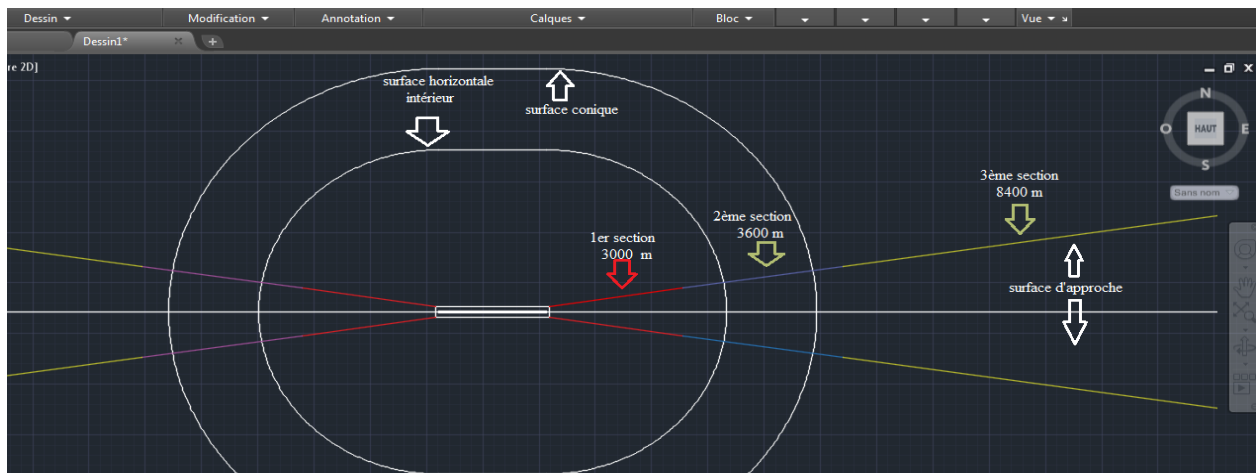 Dessin Modification Annotation Calques Bloc Vue
Dessin1*
re 2D]
N
O HAUT E
S
Sans nom
surface horizontale
intérieur
surface conique
3ème section
8400 m
2ème section
3600 m
1er section
3000 m
surface d'approche